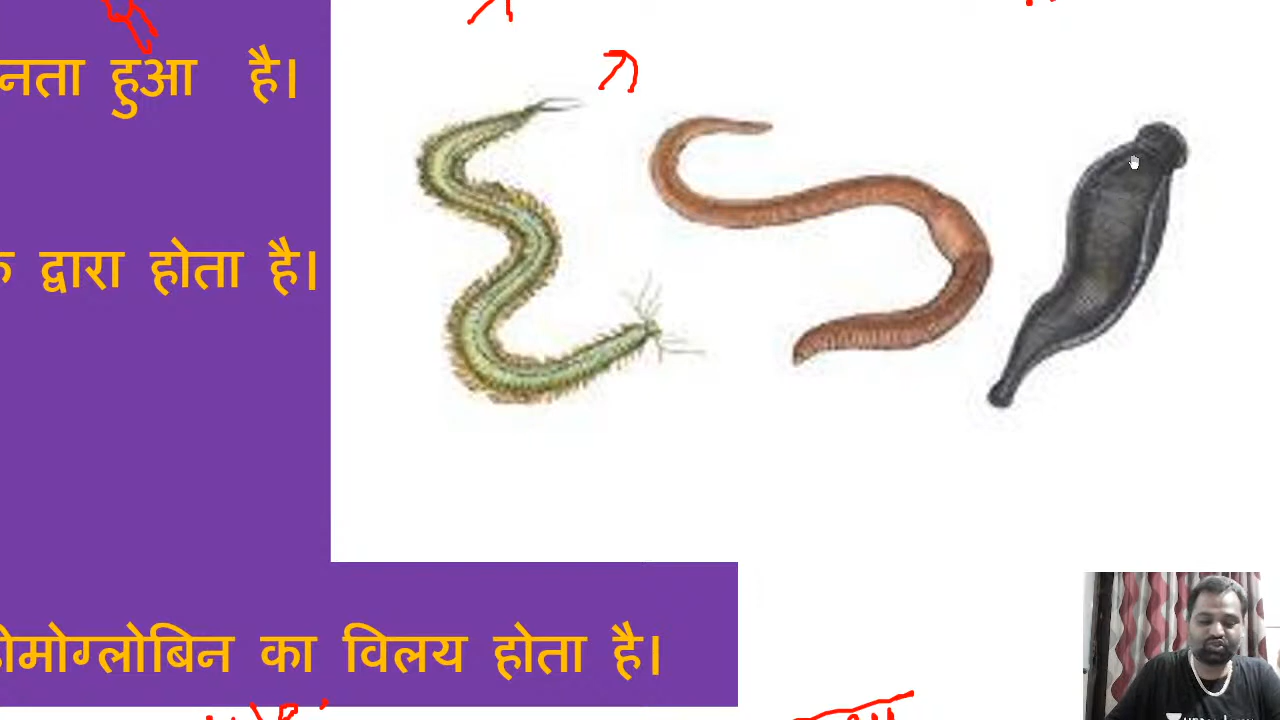 नता हुआ है।
के द्वारा होता है।
होमोग्लोबिन का विलय होता है।